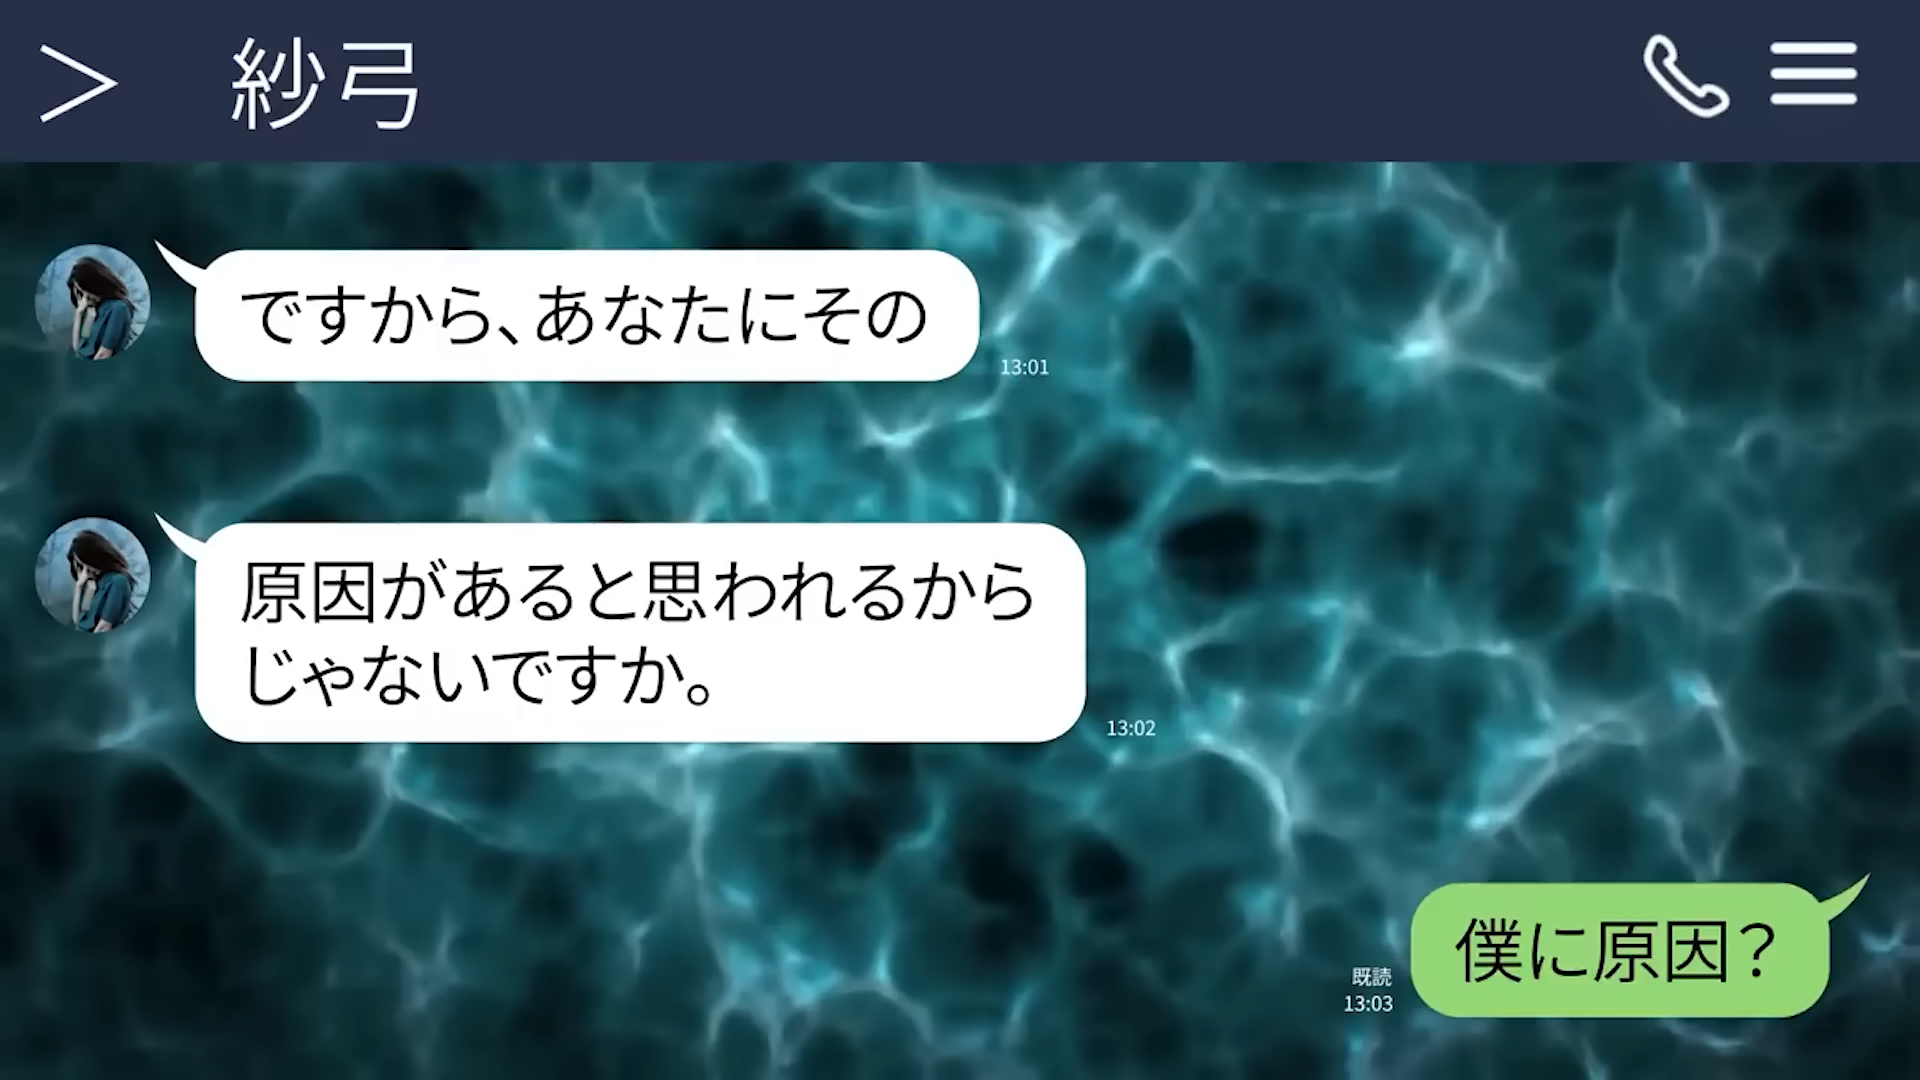 紗弓
ですから、あなたにその
13:01
原因があると思われるから
じゃないですか。
13:02
僕に原因？
既読
13:03